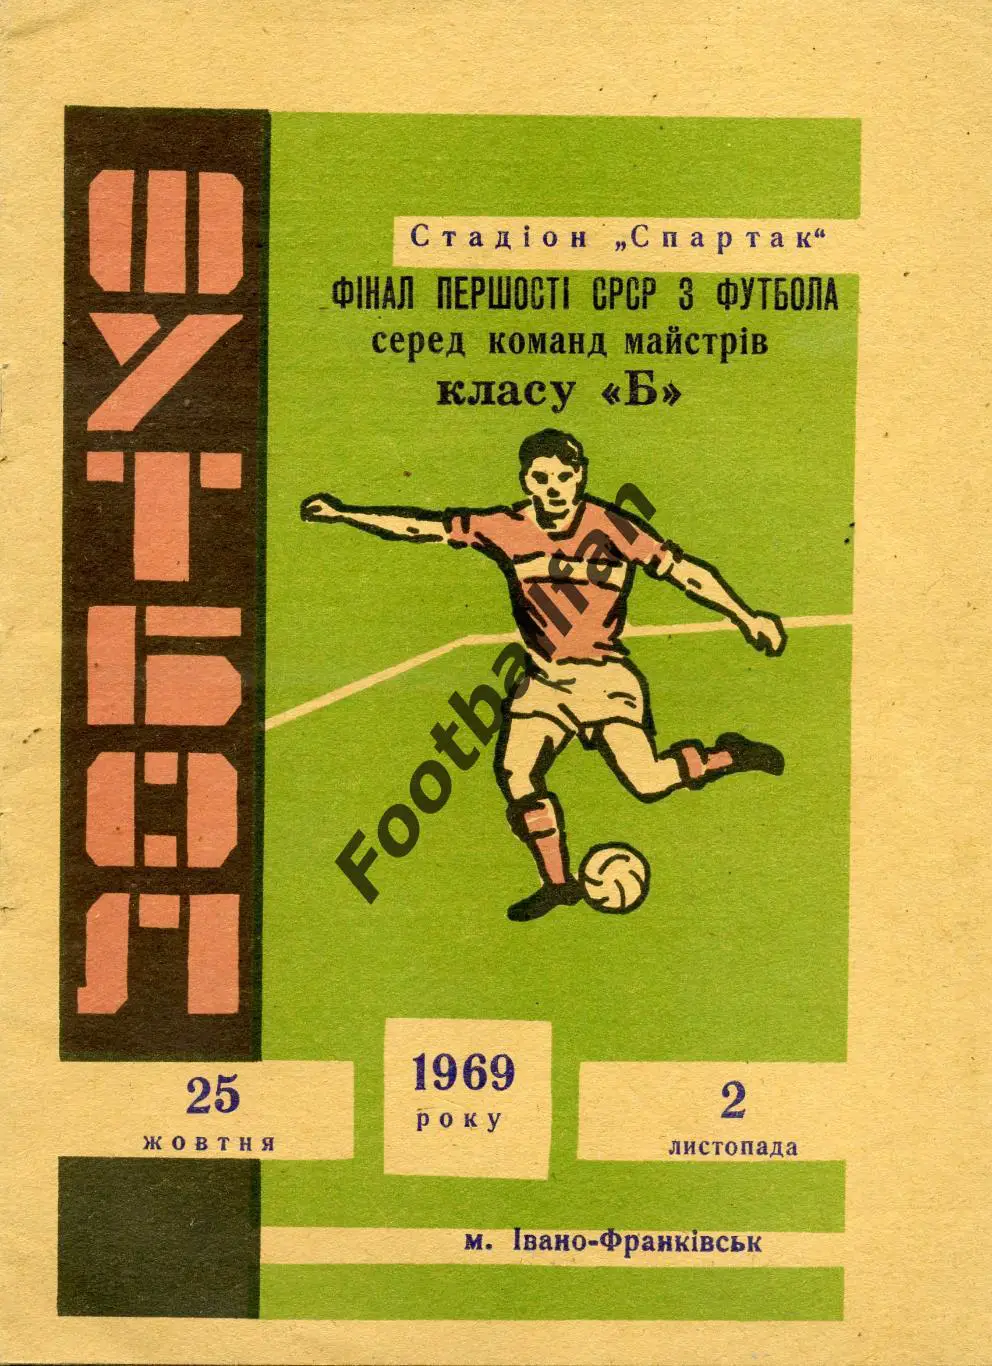 ФУТБОЛ
Стадіон „Спартак“
ФІНАЛ ПЕРШОСТІ СРСР З ФУТБОЛА
серед команд майстрів
класу «Б»
Footballfan
25
жовтня
1969
року
2
листопада
м. Івано-Франківськ